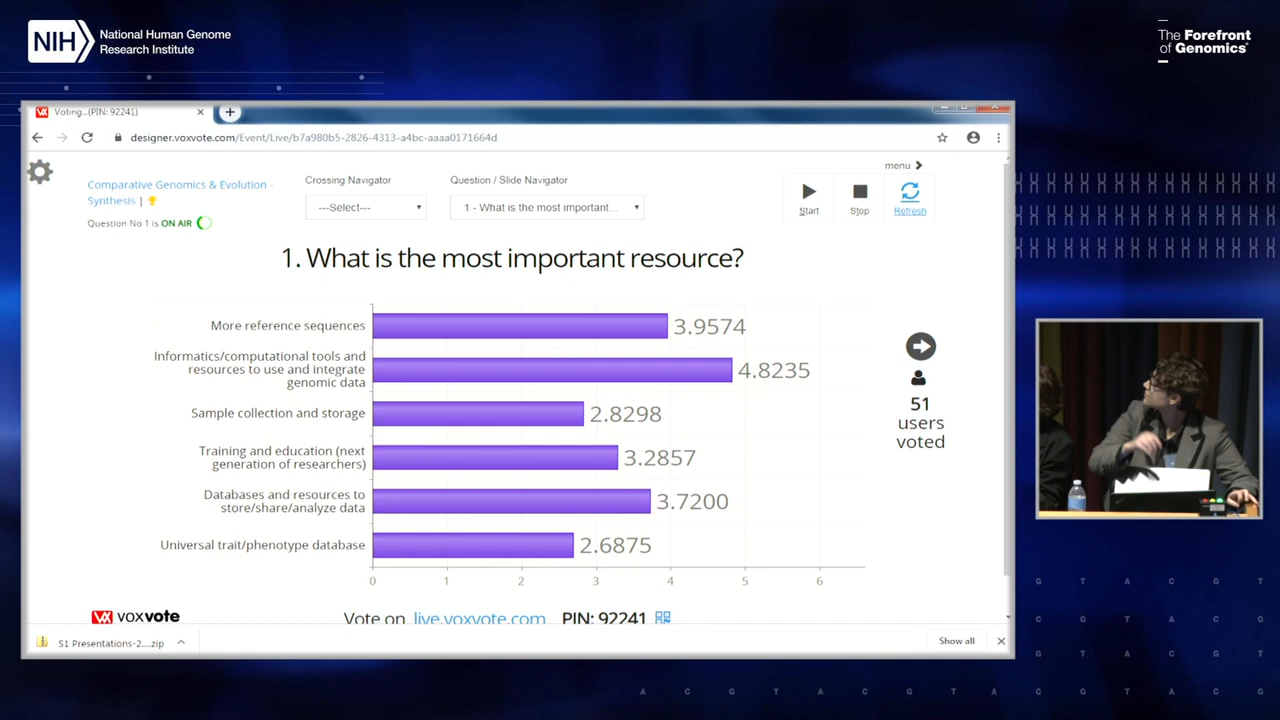 NIH
National Human Genome
Research Institute
The Forefront
of Genomics®
Voting...(PIN: 92241)
designer.voxvote.com/Event/Live/b7a980b5-2826-4313-a4bc-aaaa0171664d
menu
Comparative Genomics & Evolution -
Synthesis |
Question No 1 is ON AIR
Crossing Navigator
---Select---
Question / Slide Navigator
1 - What is the most important...
Start
Stop
Refresh
1. What is the most important resource?
More reference sequences
3.9574
Informatics/computational tools and
resources to use and integrate
genomic data
4.8235
Sample collection and storage
2.8298
Training and education (next
generation of researchers)
3.2857
Databases and resources to
store/share/analyze data
3.7200
Universal trait/phenotype database
2.6875
0 1 2 3 4 5 6
51
users
voted
voxvote
Vote on live.voxvote.com PIN: 92241
S1 Presentations-2....zip
Show all
G T A C G T
A C G T A C G
G T A C G T
A C G T A C G T A C G T A C G